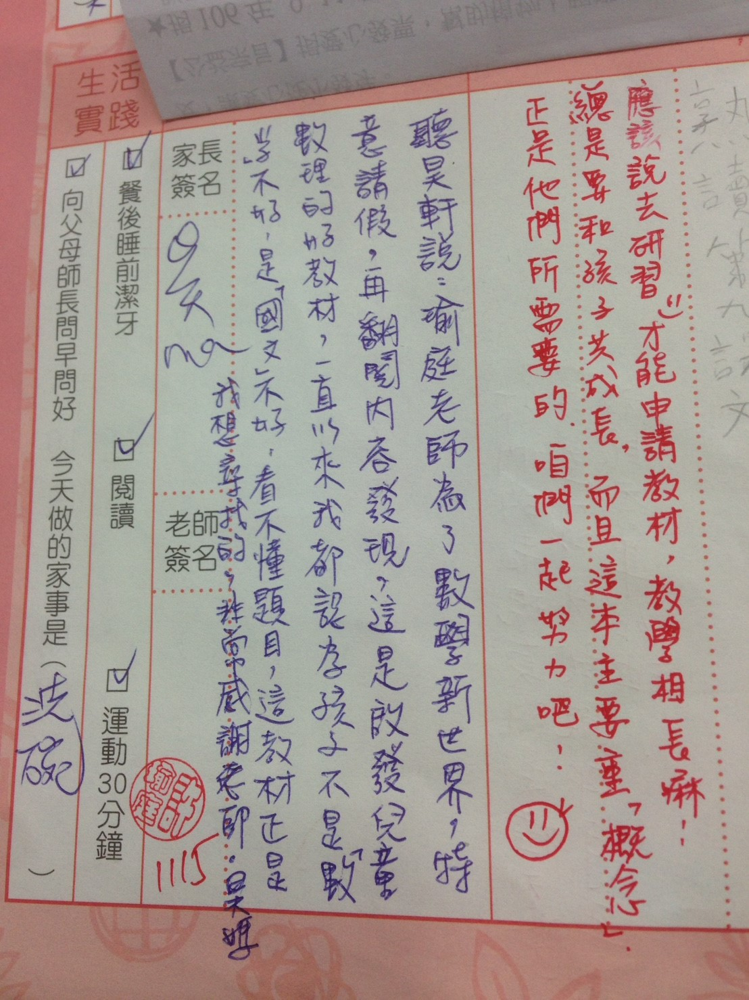 應該說去研習"才能申請教材，教學相長嘛！
總是要和孩子共成長，而且這本主要重「概念」.
正是他們所需要的.咱們一起努力吧！
聽昊軒說：瑜庭老師為了數學新世界，特
意請假，再翻閱內容發現，這是啟發兒童
數理的好教材，一直以來我都認為孩子不是「數
學」不好，是「國文」不好，看不懂題目，這教材正是
我想尋找的，非常感謝老師。昊媽
家長
簽名
老師
簽名
瑜庭
1115
生活
實踐
餐後睡前潔牙
閱讀
運動30分鐘
向父母師長問早問好 今天做的家事是（洗碗）